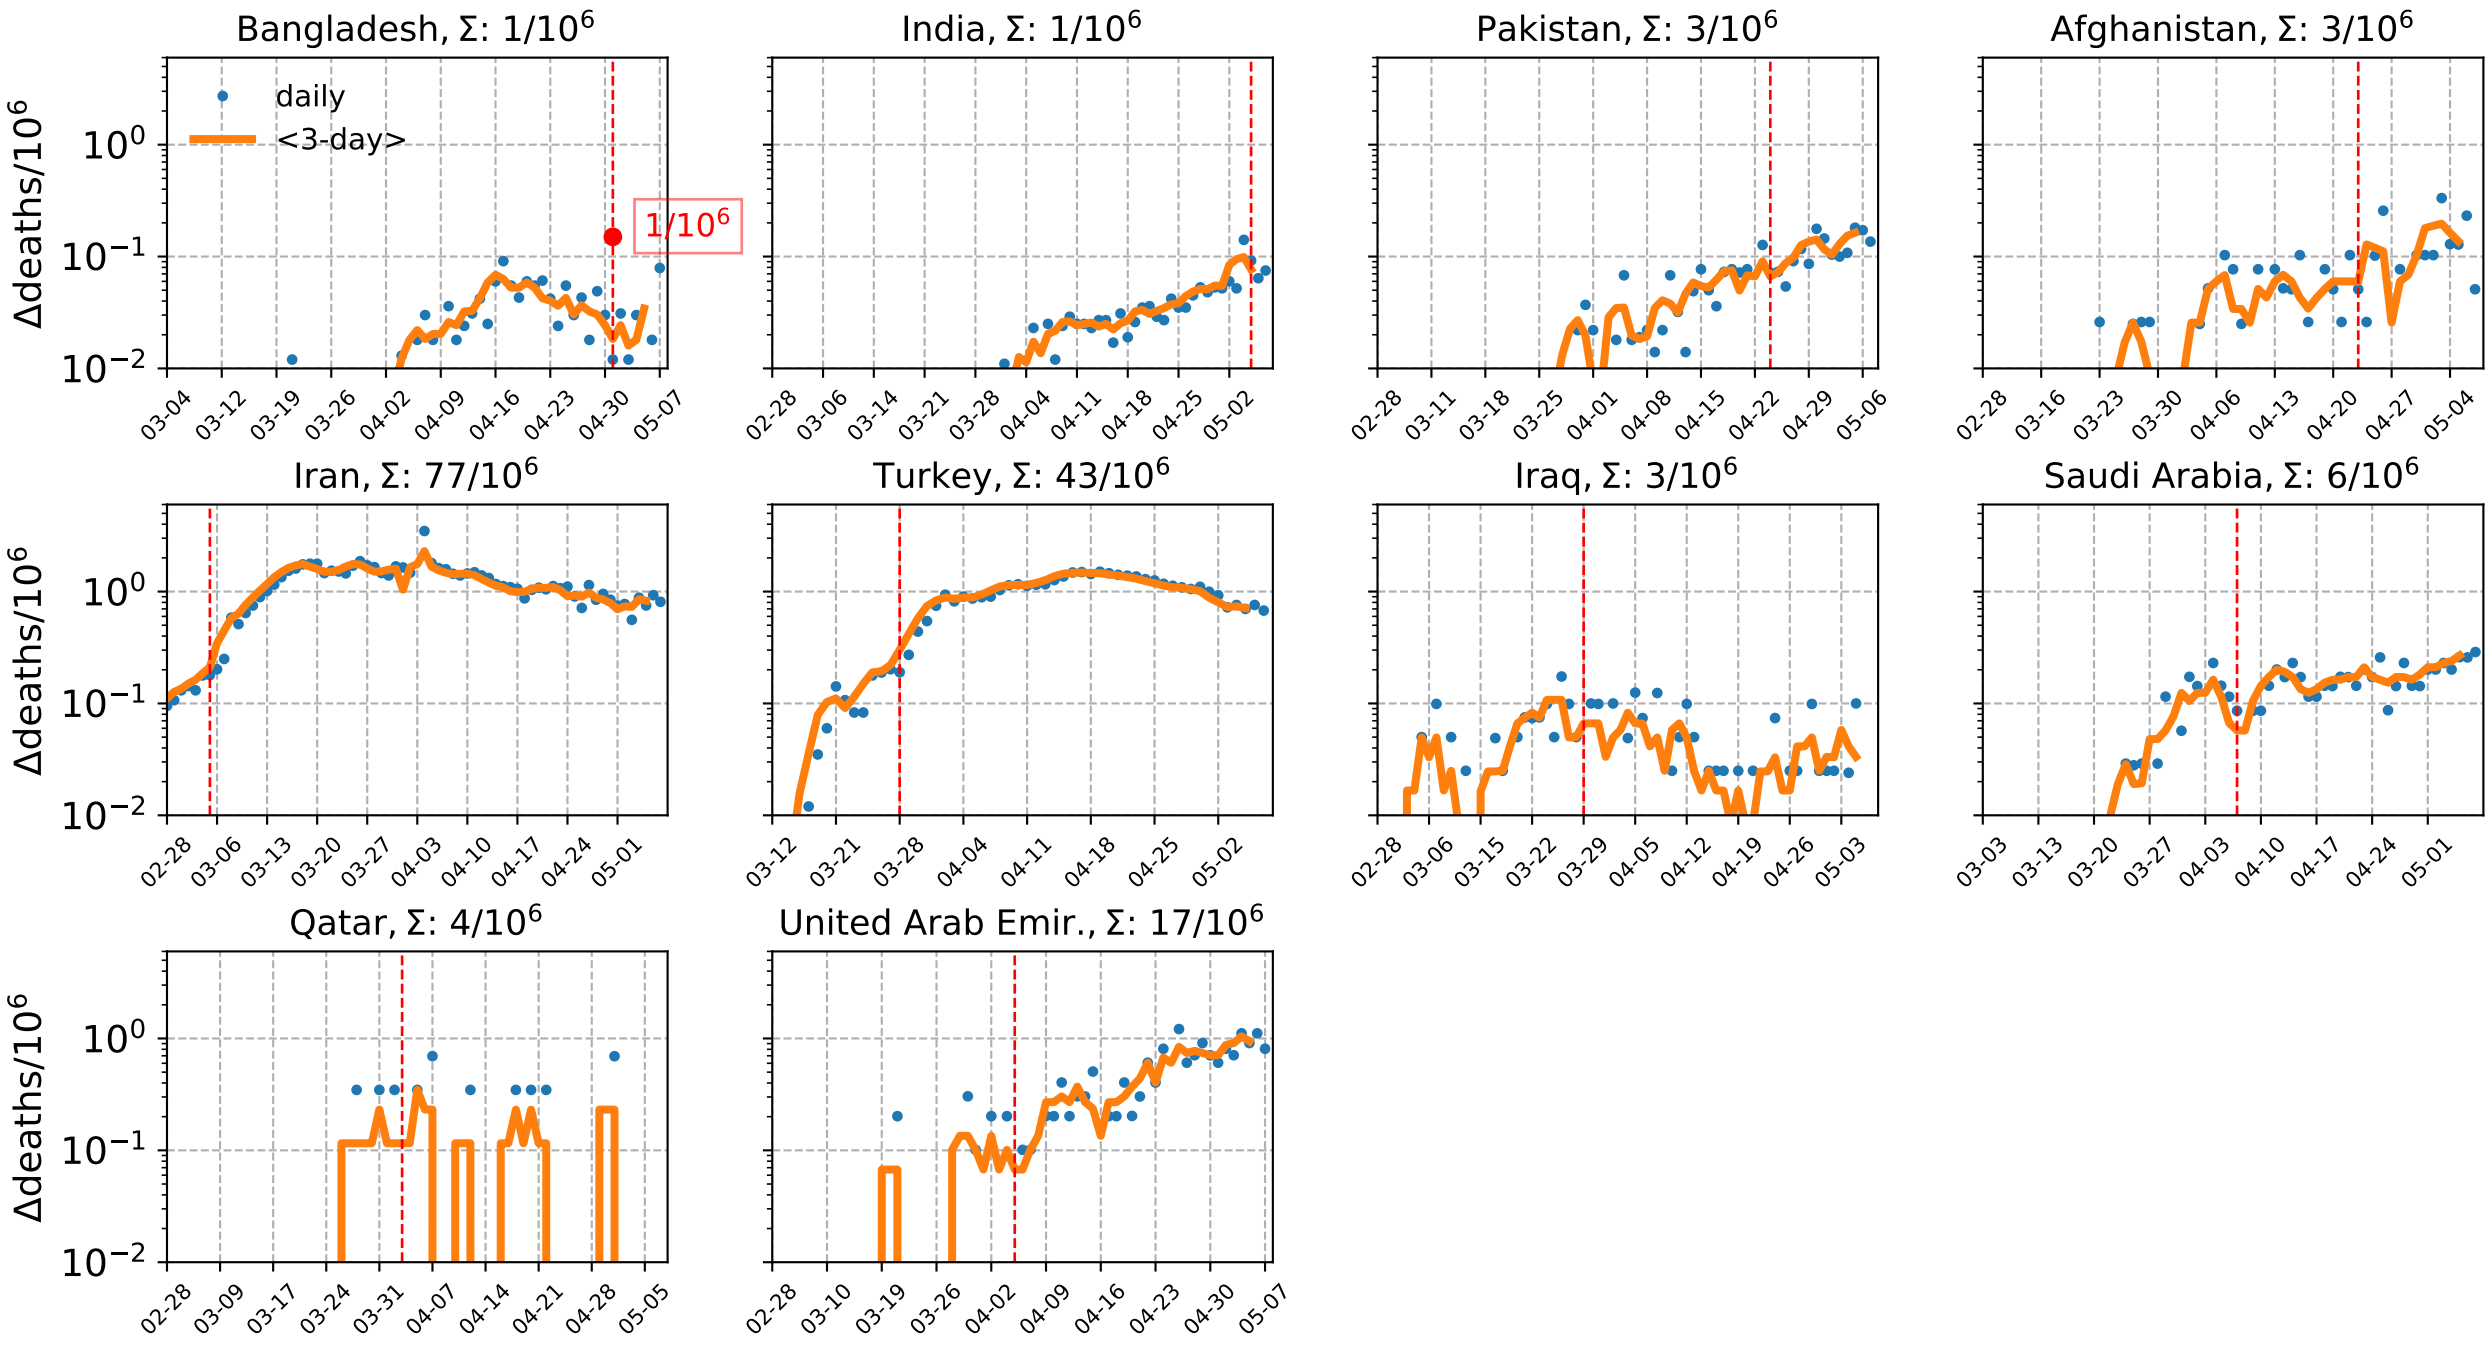 Bangladesh, Σ: 1/10⁶
India, Σ: 1/10⁶
Pakistan, Σ: 3/10⁶
Afghanistan, Σ: 3/10⁶
Δdeaths/10⁶
daily
<3-day>
1/10⁶
10⁰
10⁻¹
10⁻²
03-04 03-12 03-19 03-26 04-02 04-09 04-16 04-23 04-30 05-07
02-28 03-06 03-14 03-21 03-28 04-04 04-11 04-18 04-25 05-02
02-28 03-11 03-18 03-25 04-01 04-08 04-15 04-22 04-29 05-06
02-28 03-16 03-23 03-30 04-06 04-13 04-20 04-27 05-04
Iran, Σ: 77/10⁶
Turkey, Σ: 43/10⁶
Iraq, Σ: 3/10⁶
Saudi Arabia, Σ: 6/10⁶
Δdeaths/10⁶
10⁰
10⁻¹
10⁻²
02-28 03-06 03-13 03-20 03-27 04-03 04-10 04-17 04-24 05-01
03-12 03-21 03-28 04-04 04-11 04-18 04-25 05-02
02-28 03-06 03-15 03-22 03-29 04-05 04-12 04-19 04-26 05-03
03-03 03-13 03-20 03-27 04-03 04-10 04-17 04-24 05-01
Qatar, Σ: 4/10⁶
United Arab Emir., Σ: 17/10⁶
Δdeaths/10⁶
10⁰
10⁻¹
10⁻²
02-28 03-09 03-17 03-24 03-31 04-07 04-14 04-21 04-28 05-05
02-28 03-10 03-19 03-26 04-02 04-09 04-16 04-23 04-30 05-07